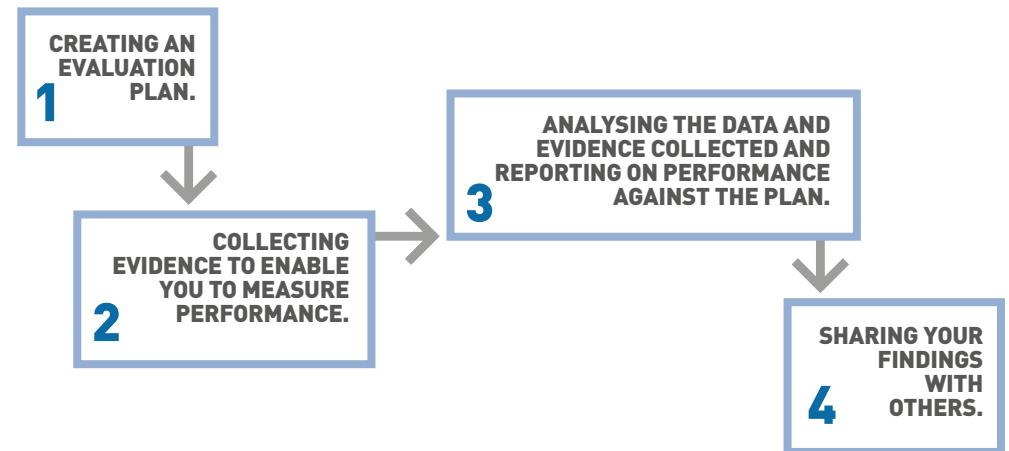 CREATING AN
EVALUATION
PLAN.
1
COLLECTING
EVIDENCE TO ENABLE
YOU TO MEASURE
PERFORMANCE.
2
ANALYSING THE DATA AND
EVIDENCE COLLECTED AND
REPORTING ON PERFORMANCE
AGAINST THE PLAN.
3
SHARING YOUR
FINDINGS
WITH
OTHERS.
4